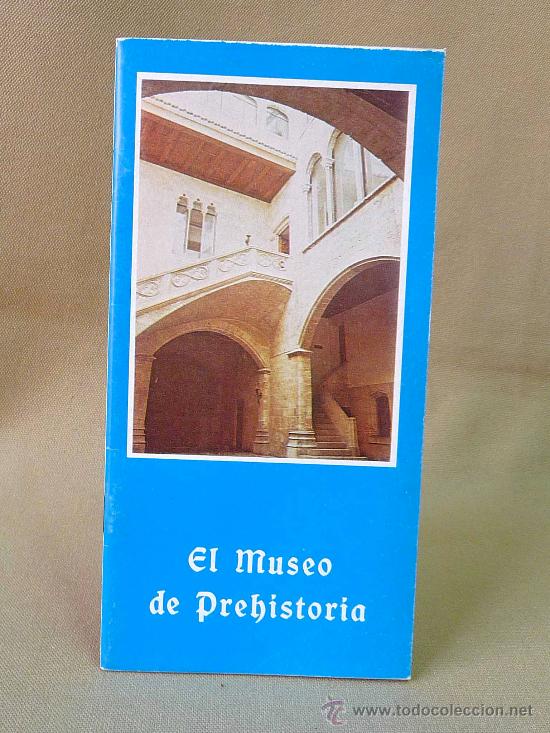 El Museo
de Prehistoria
www.todocoleccion.net